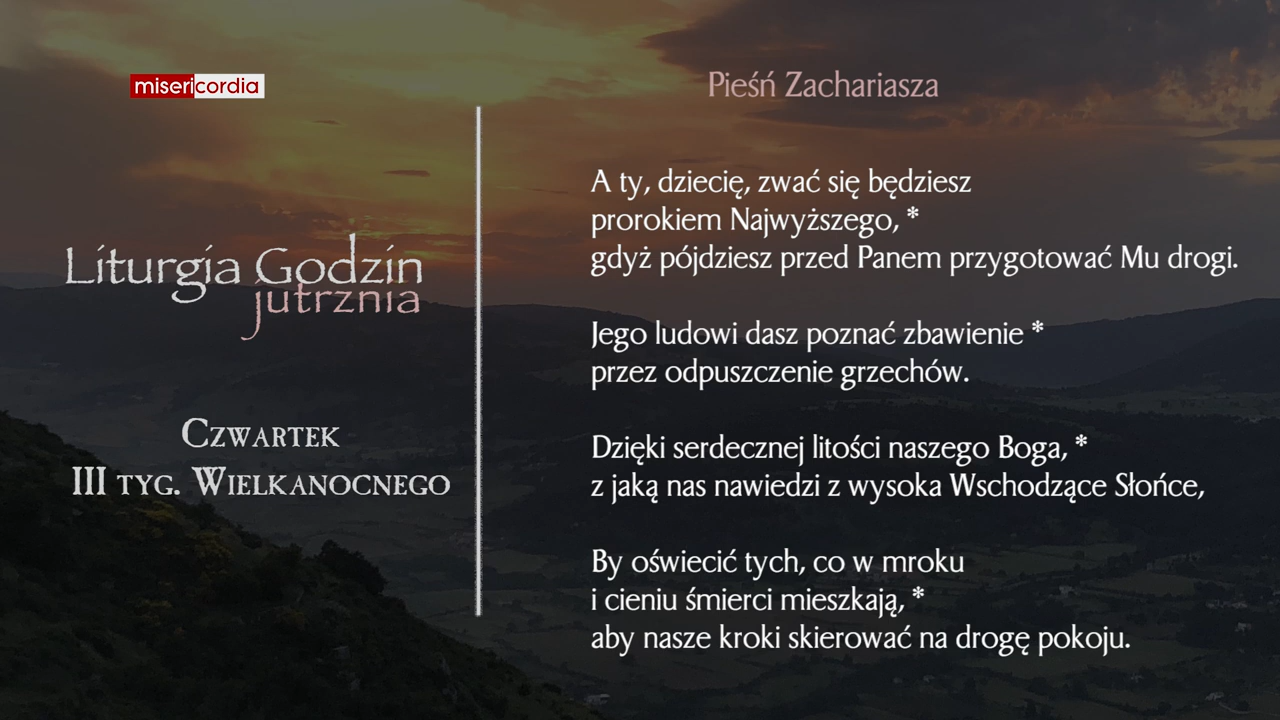 misericordia
Liturgia Godzin
jutrznia
Czwartek
III tyg. Wielkanocnego
Pieśń Zachariasza
A ty, dziecię, zwać się będziesz
prorokiem Najwyższego, *
gdyż pójdziesz przed Panem przygotować Mu drogi.
Jego ludowi dasz poznać zbawienie *
przez odpuszczenie grzechów.
Dzięki serdecznej litości naszego Boga, *
z jaką nas nawiedzi z wysoka Wschodzące Słońce,
By oświecić tych, co w mroku
i cieniu śmierci mieszkają, *
aby nasze kroki skierować na drogę pokoju.